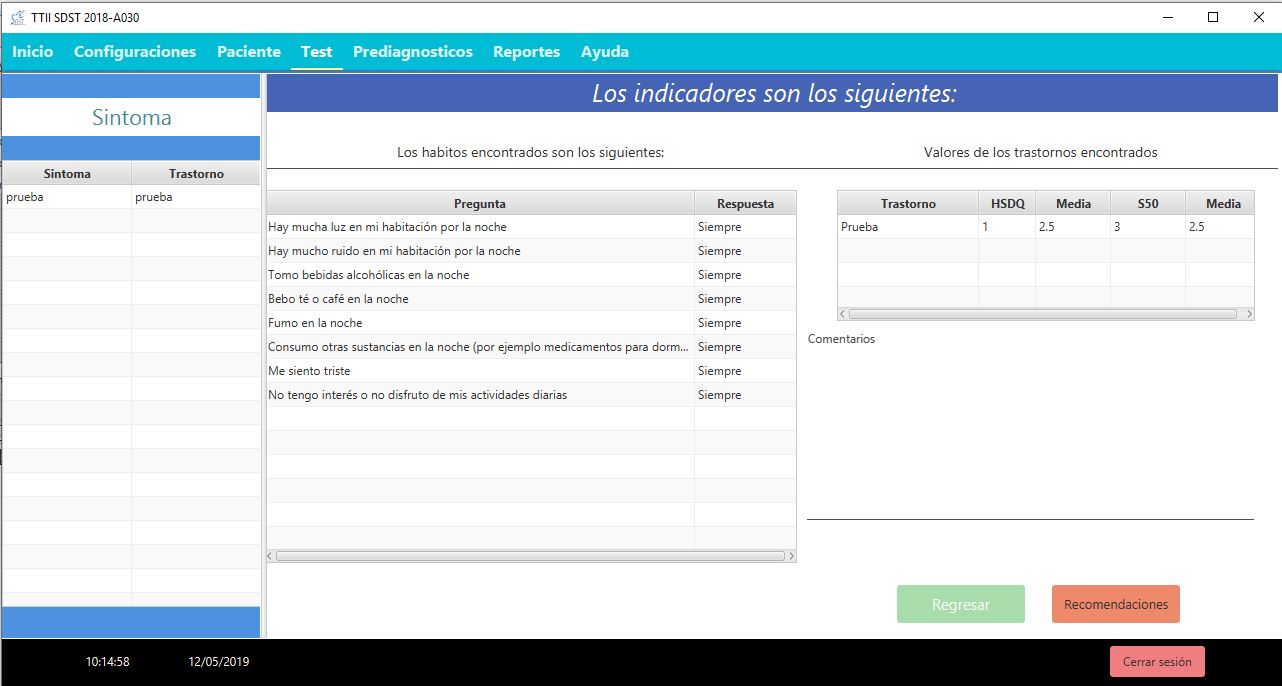 TTII SDST 2018-A030
Inicio Configuraciones Paciente Test Prediagnosticos Reportes Ayuda
Sintoma
Sintoma Trastorno
prueba prueba
Los indicadores son los siguientes:
Los habitos encontrados son los siguientes:
Pregunta Respuesta
Hay mucha luz en mi habitación por la noche Siempre
Hay mucho ruido en mi habitación por la noche Siempre
Tomo bebidas alcohólicas en la noche Siempre
Bebo té o café en la noche Siempre
Fumo en la noche Siempre
Consumo otras sustancias en la noche (por ejemplo medicamentos para dorm... Siempre
Me siento triste Siempre
No tengo interés o no disfruto de mis actividades diarias Siempre
Valores de los trastornos encontrados
Trastorno HSDQ Media S50 Media
Prueba 1 2.5 3 2.5
Comentarios
Regresar Recomendaciones
10:14:58 12/05/2019 Cerrar sesión